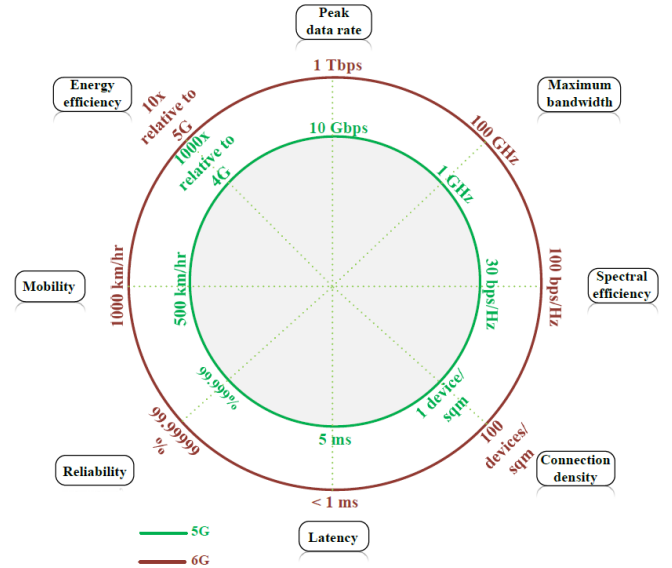 Peak
data rate
1 Tbps
Energy
efficiency
10x
relative to
5G
Maximum
bandwidth
100 GHz
10 Gbps
1000x
relative to
4G
1 GHz
Mobility
1000 km/hr
500 km/hr
30 bps/Hz
100 bps/Hz
Spectral
efficiency
99.999%
99.99999
%
1 device/
sqm
100
devices/
sqm
5 ms
Reliability
Connection
density
< 1 ms
Latency
5G
6G